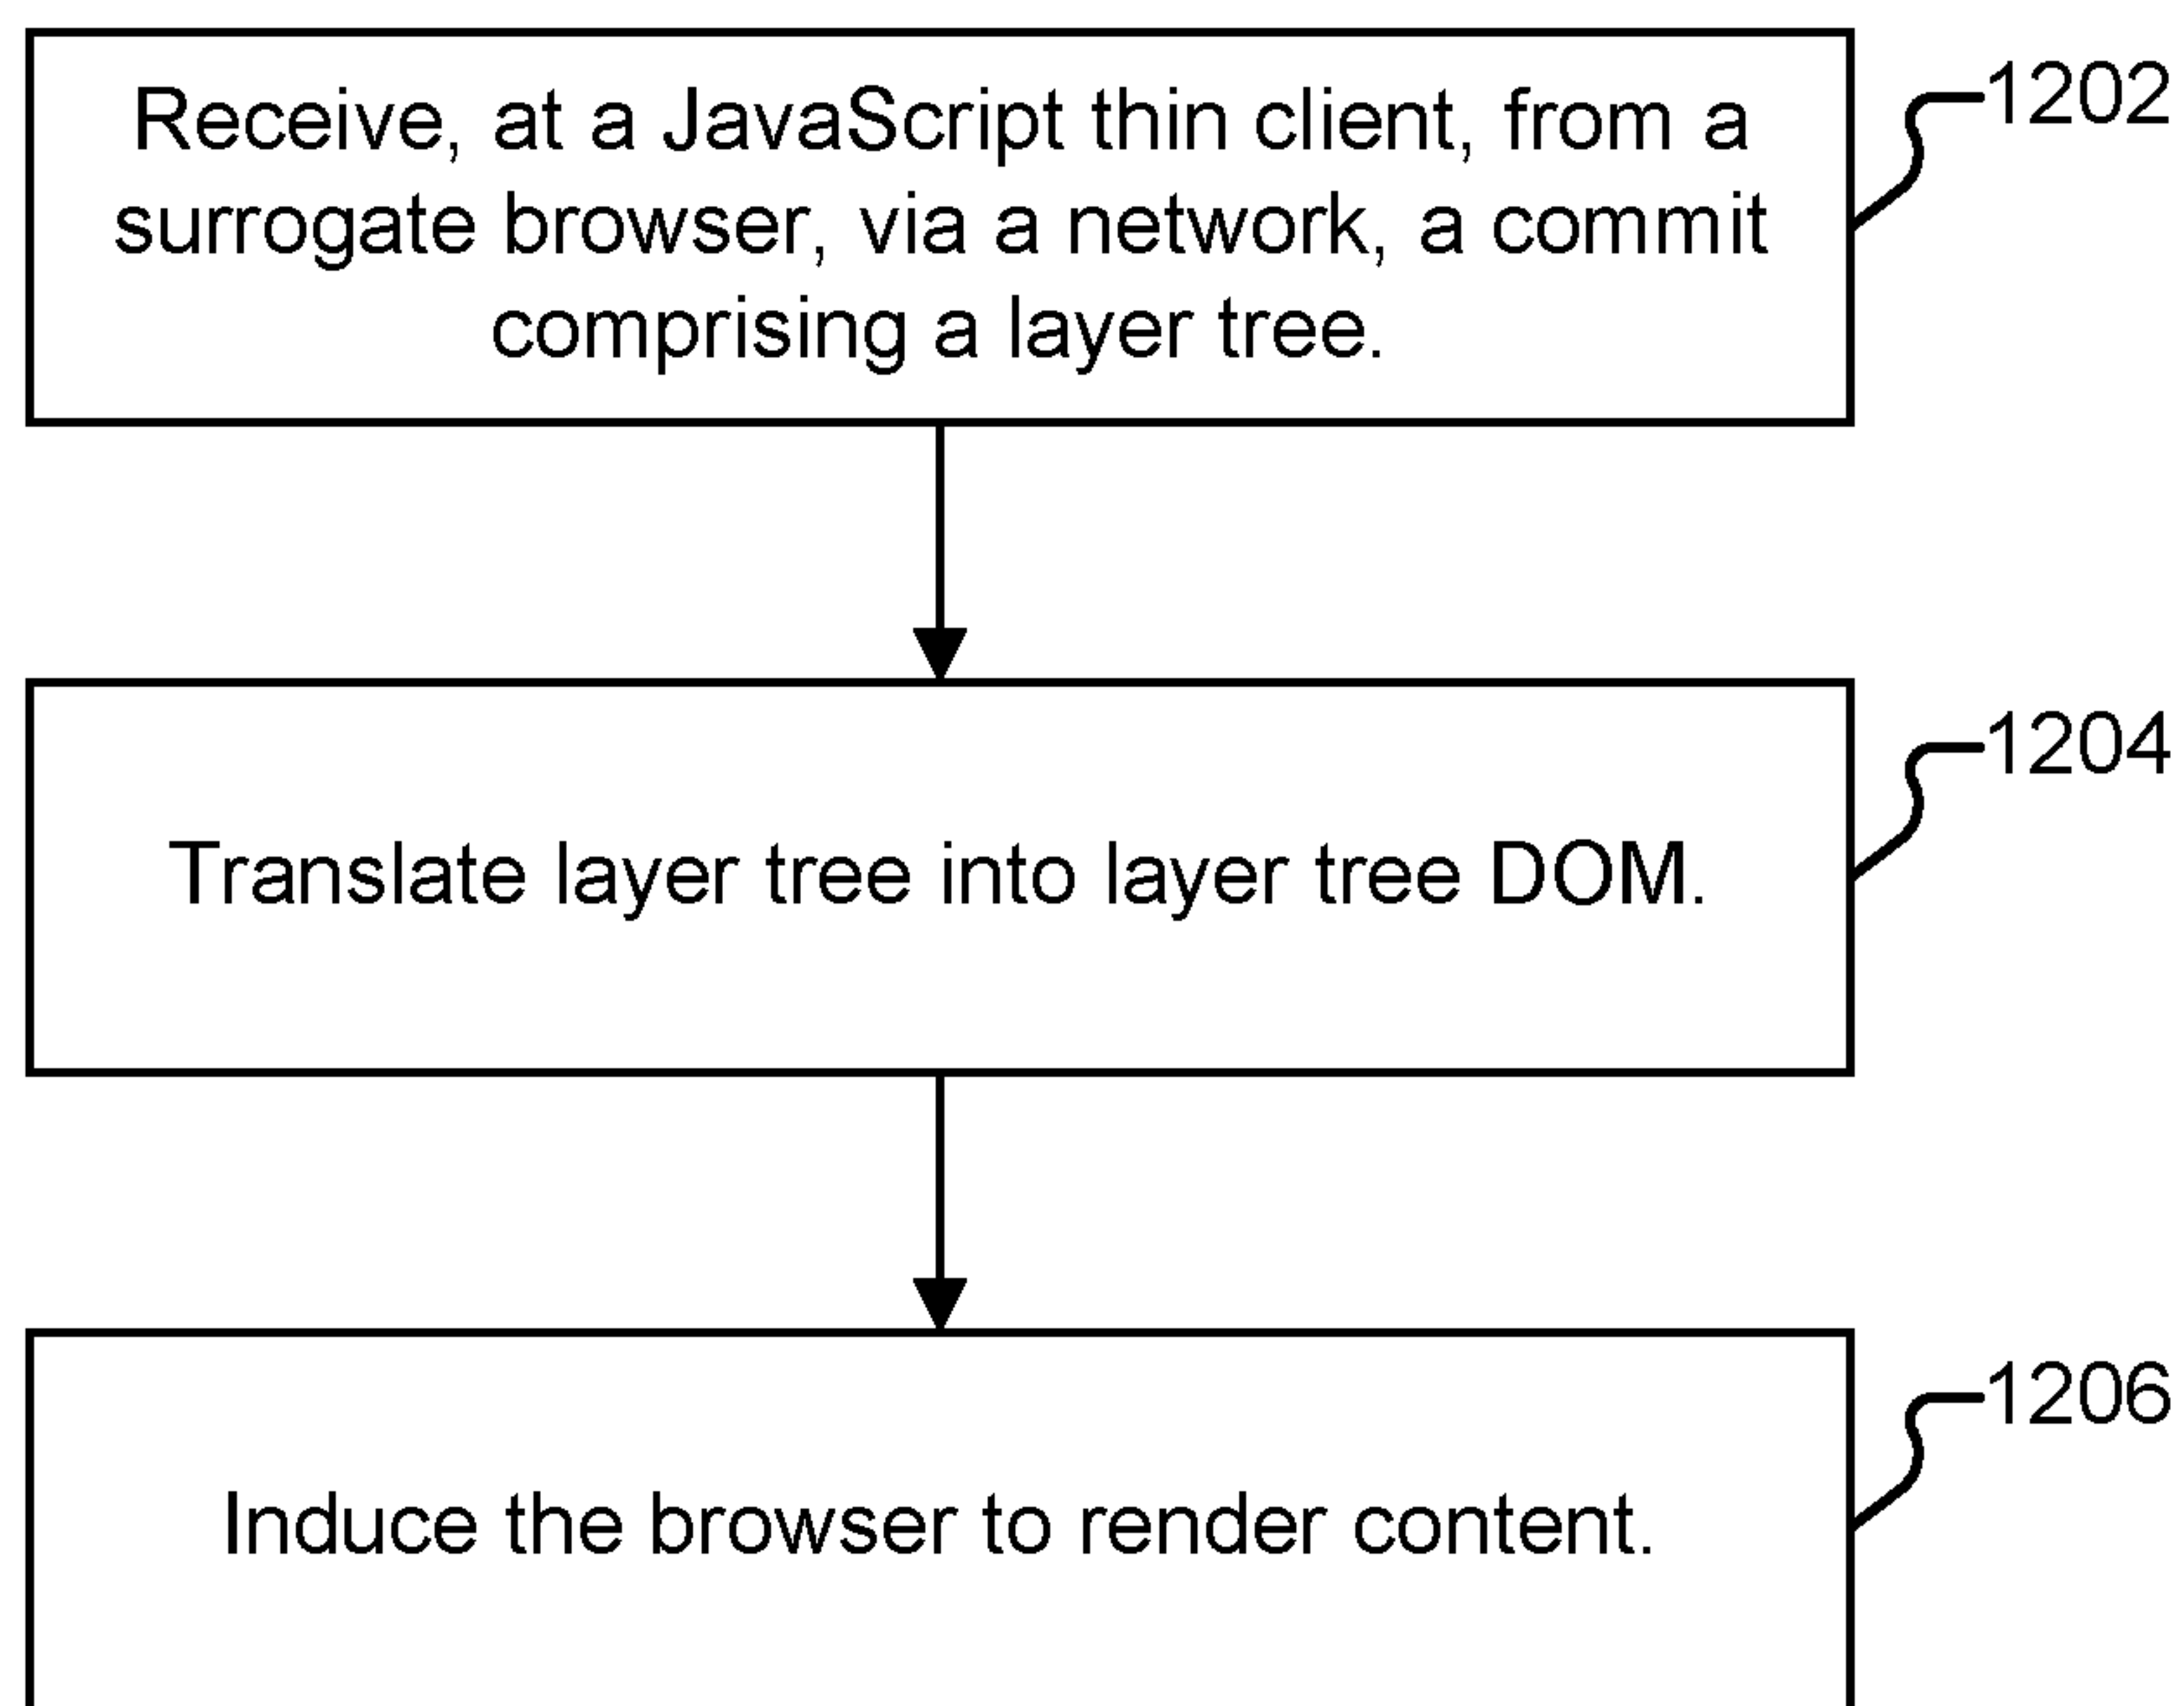 Receive, at a JavaScript thin client, from a
surrogate browser, via a network, a commit
comprising a layer tree.
1202
Translate layer tree into layer tree DOM.
1204
Induce the browser to render content.
1206